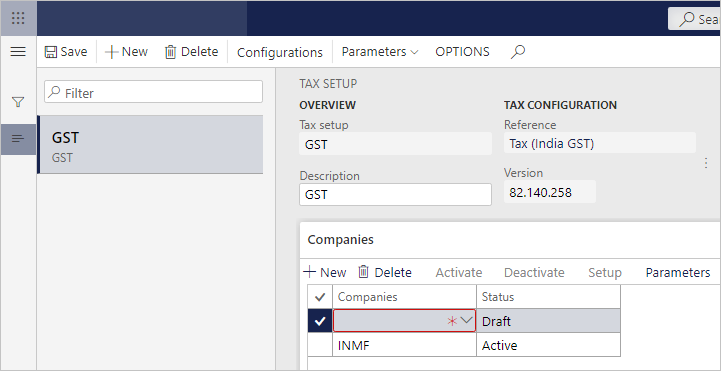 Sea
Save New Delete Configurations Parameters OPTIONS
Filter
GST
GST
TAX SETUP
OVERVIEW TAX CONFIGURATION
Tax setup Reference
GST Tax (India GST)
Description Version
GST 82.140.258
Companies
New Delete Activate Deactivate Setup Parameters
Companies Status
* Draft
INMF Active